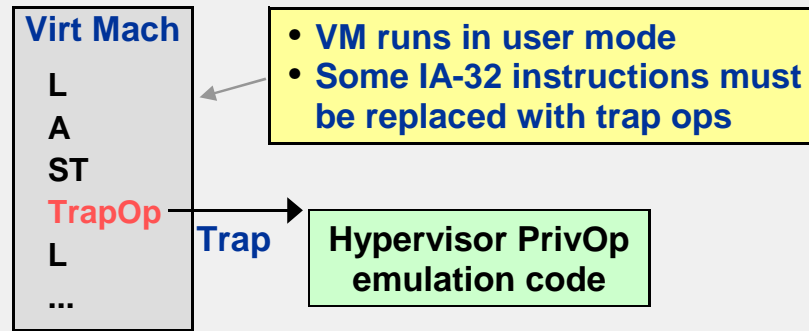 Virt Mach
L
A
ST
TrapOp
L
...
• VM runs in user mode
• Some IA-32 instructions must
be replaced with trap ops
Trap
Hypervisor PrivOp
emulation code